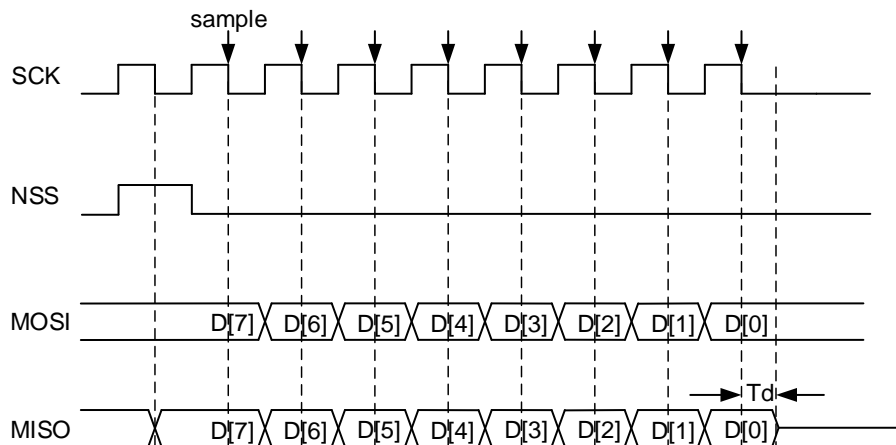 sample
SCK
NSS
MOSI D[7] D[6] D[5] D[4] D[3] D[2] D[1] D[0]
Td
MISO D[7] D[6] D[5] D[4] D[3] D[2] D[1] D[0]